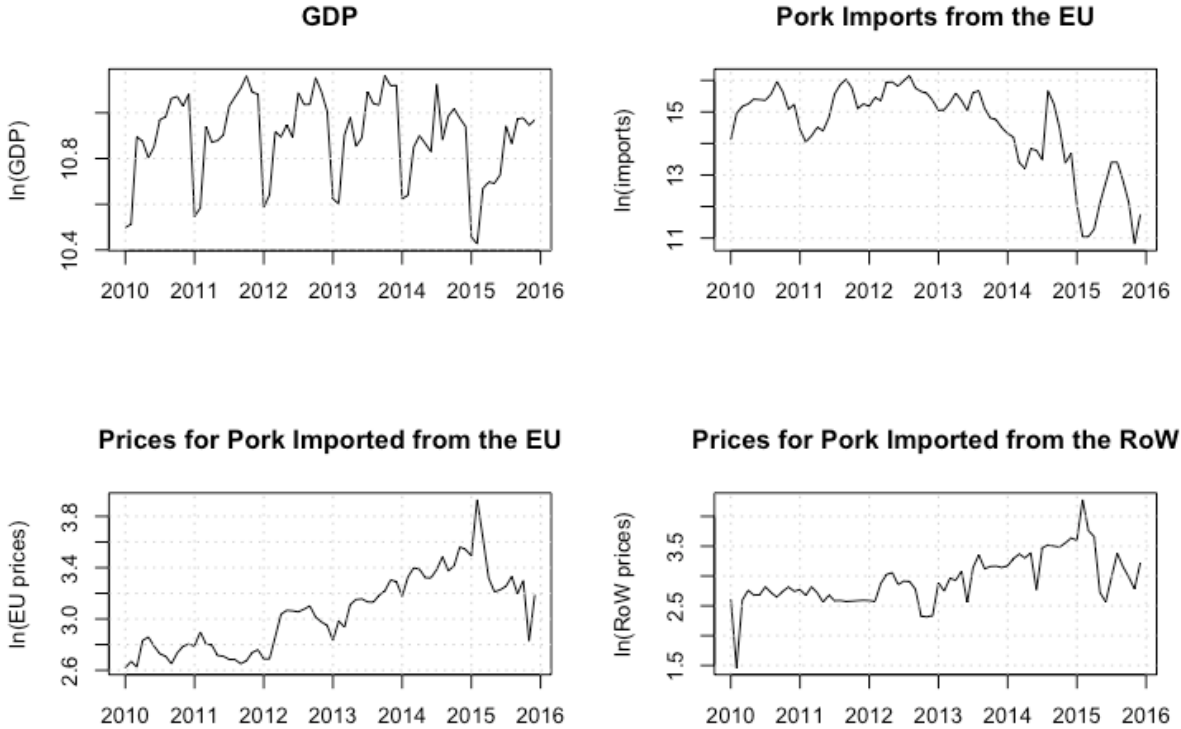 GDP
ln(GDP)
10.8
10.4
2010 2011 2012 2013 2014 2015 2016
Pork Imports from the EU
ln(imports)
15
13
11
2010 2011 2012 2013 2014 2015 2016
Prices for Pork Imported from the EU
ln(EU prices)
3.8
3.4
3.0
2.6
2010 2011 2012 2013 2014 2015 2016
Prices for Pork Imported from the RoW
ln(RoW prices)
3.5
2.5
1.5
2010 2011 2012 2013 2014 2015 2016